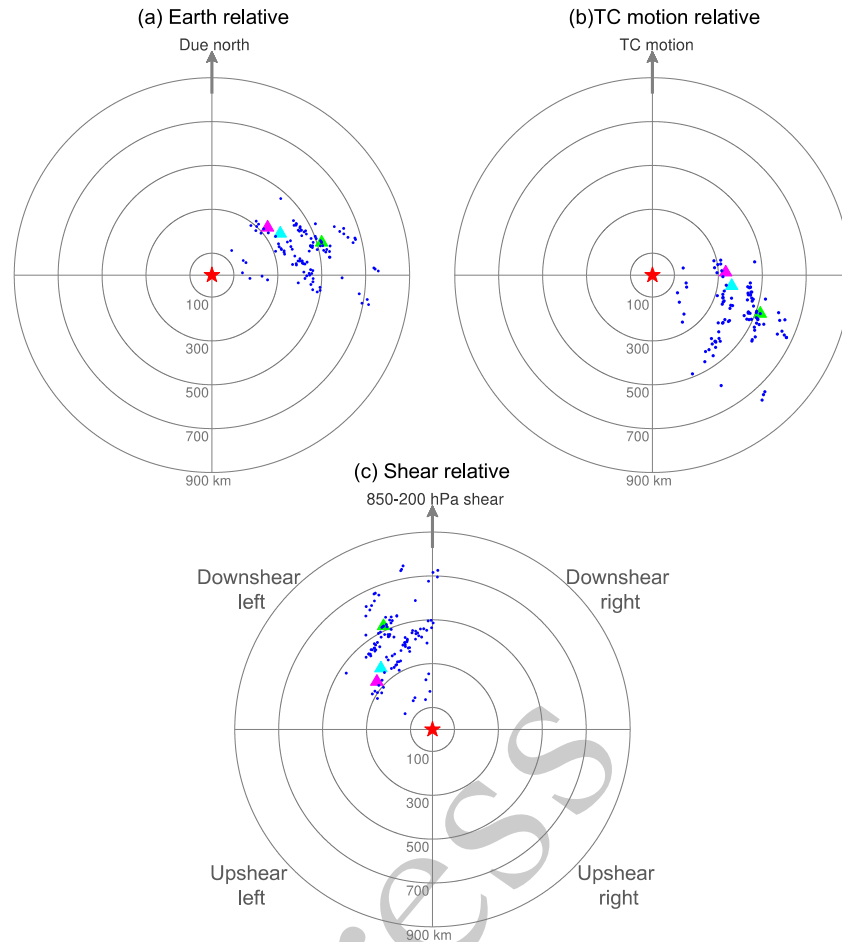 (a) Earth relative
Due north
100
300
500
700
900 km
(b)TC motion relative
TC motion
100
300
500
700
900 km
(c) Shear relative
850-200 hPa shear
Downshear
left
Downshear
right
100
300
500
700
900 km
Upshear
left
Upshear
right